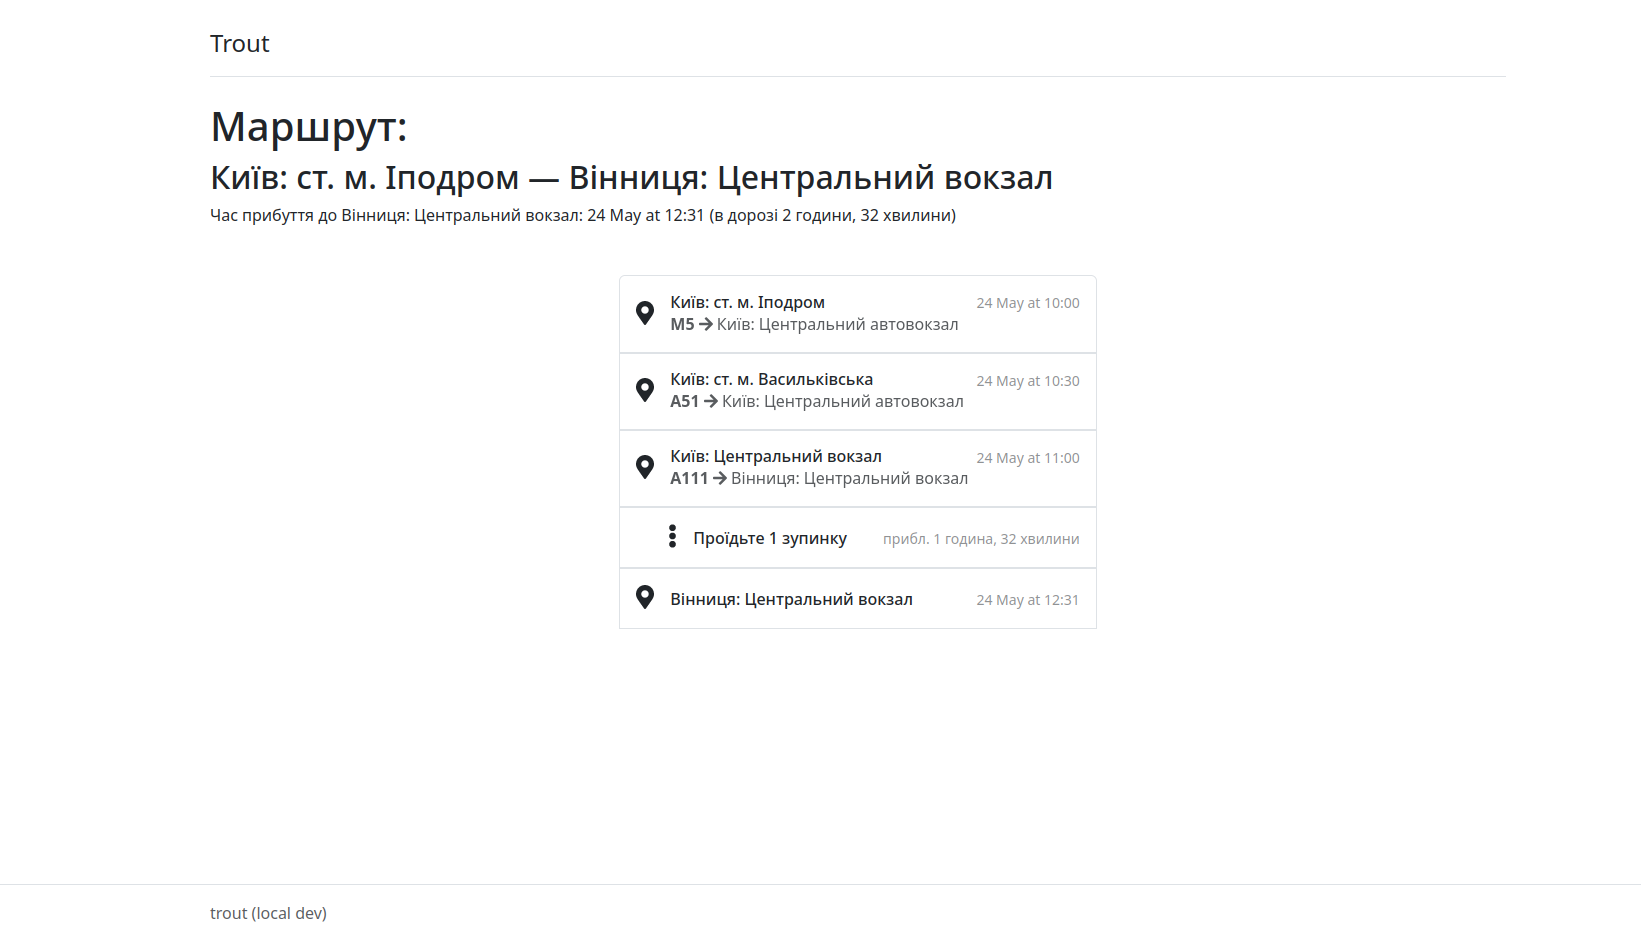 Trout
Маршрут:
Київ: ст. м. Іподром — Вінниця: Центральний вокзал
Час прибуття до Вінниця: Центральний вокзал: 24 May at 12:31 (в дорозі 2 години, 32 хвилини)
Київ: ст. м. Іподром 24 May at 10:00
М5 → Київ: Центральний автовокзал
Київ: ст. м. Васильківська 24 May at 10:30
А51 → Київ: Центральний автовокзал
Київ: Центральний вокзал 24 May at 11:00
А111 → Вінниця: Центральний вокзал
Проїдьте 1 зупинку прибл. 1 година, 32 хвилини
Вінниця: Центральний вокзал 24 May at 12:31
trout (local dev)